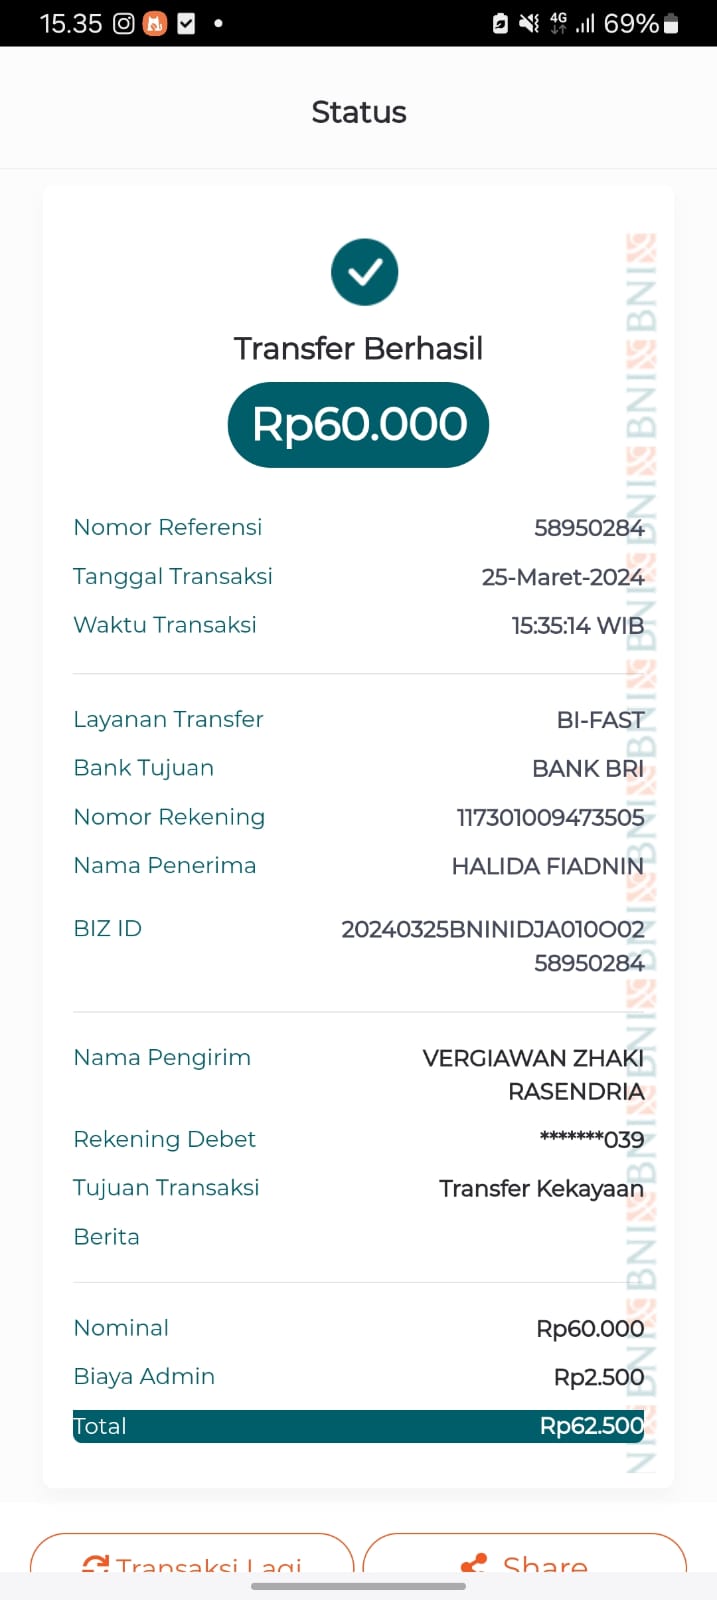 15.35
4G
69%
Status
Transfer Berhasil
Rp60.000
Nomor Referensi 58950284
Tanggal Transaksi 25-Maret-2024
Waktu Transaksi 15:35:14 WIB
Layanan Transfer BI-FAST
Bank Tujuan BANK BRI
Nomor Rekening 117301009473505
Nama Penerima HALIDA FIADNIN
BIZ ID 20240325BNINIDJA010O02
58950284
Nama Pengirim VERGIAWAN ZHAKI
RASENDRIA
Rekening Debet *******039
Tujuan Transaksi Transfer Kekayaan
Berita
Nominal Rp60.000
Biaya Admin Rp2.500
Total Rp62.500
Transaksi Lagi
Share
BNI BNI BNI BNI BNI BNI BNI BNI BNI BNI BNI NI